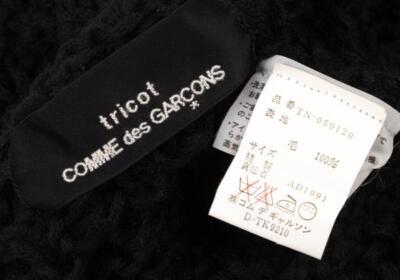 tricot
COMME des GARÇONS
品番 TN-050120
表地
毛 100%
サイズ
AD1991
㈱コム デ ギャルソン
D-TK9210